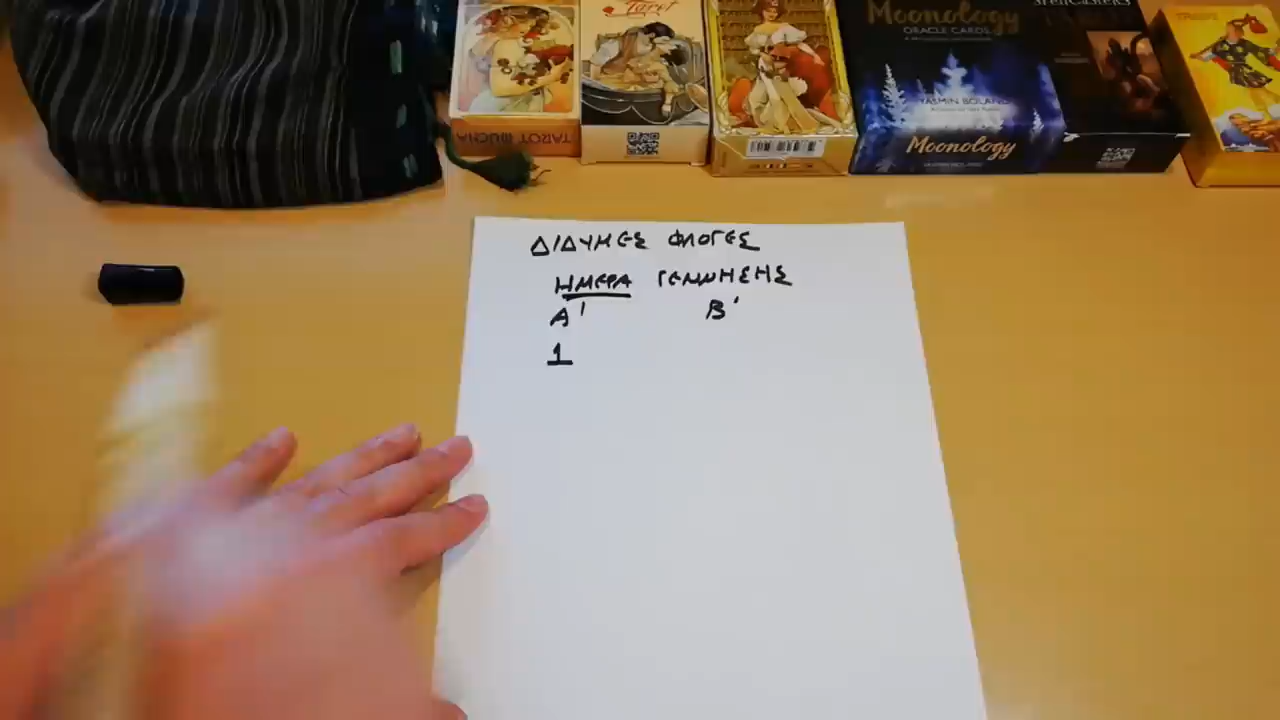 Tarot
Moonology
ORACLE CARDS
YASMIN BOLAND
TAROT MUCHA
Moonology
ΔΙΔΥΜΕΣ ΦΛΟΓΕΣ
ΗΜΕΡΑ ΓΕΝΝΗΣΗΣ
Α' Β'
1